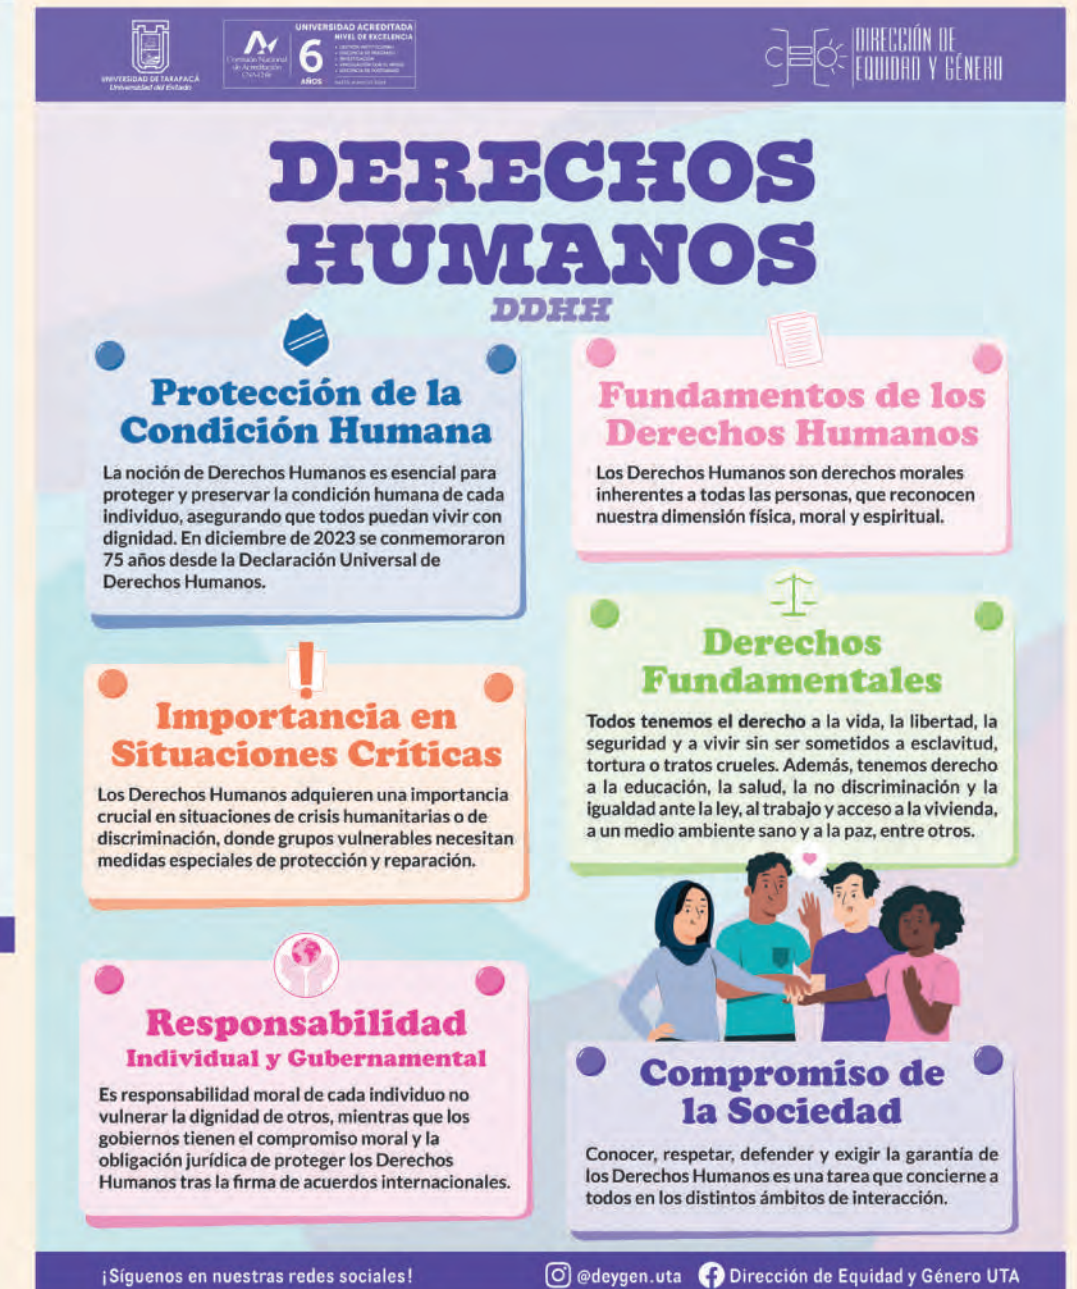 UNIVERSIDAD DE TARAPACÁ
Universidad del Estado
Comisión Nacional
de Acreditación
CNA-Chile
UNIVERSIDAD ACREDITADA
NIVEL DE EXCELENCIA
6
AÑOS
DIRECCIÓN DE
EQUIDAD Y GÉNERO
DERECHOS
HUMANOS
DDHH
Protección de la
Condición Humana
La noción de Derechos Humanos es esencial para
proteger y preservar la condición humana de cada
individuo, asegurando que todos puedan vivir con
dignidad. En diciembre de 2023 se conmemoraron
75 años desde la Declaración Universal de
Derechos Humanos.
Fundamentos de los
Derechos Humanos
Los Derechos Humanos son derechos morales
inherentes a todas las personas, que reconocen
nuestra dimensión física, moral y espiritual.
Importancia en
Situaciones Críticas
Los Derechos Humanos adquieren una importancia
crucial en situaciones de crisis humanitarias o de
discriminación, donde grupos vulnerables necesitan
medidas especiales de protección y reparación.
Derechos
Fundamentales
Todos tenemos el derecho a la vida, la libertad, la
seguridad y a vivir sin ser sometidos a esclavitud,
tortura o tratos crueles. Además, tenemos derecho
a la educación, la salud, la no discriminación y la
igualdad ante la ley, al trabajo y acceso a la vivienda,
a un medio ambiente sano y a la paz, entre otros.
Responsabilidad
Individual y Gubernamental
Es responsabilidad moral de cada individuo no
vulnerar la dignidad de otros, mientras que los
gobiernos tienen el compromiso moral y la
obligación jurídica de proteger los Derechos
Humanos tras la firma de acuerdos internacionales.
Compromiso de
la Sociedad
Conocer, respetar, defender y exigir la garantía de
los Derechos Humanos es una tarea que concierne a
todos en los distintos ámbitos de interacción.
¡Síguenos en nuestras redes sociales!
@deygen.uta
Dirección de Equidad y Género UTA